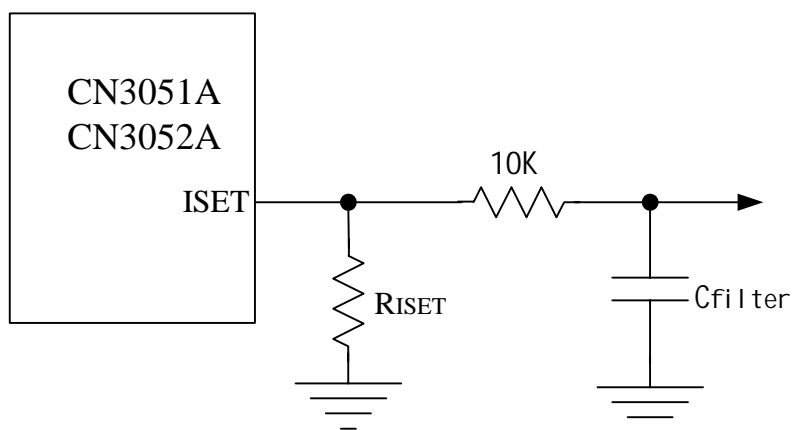 CN3051A
CN3052A
ISET
10K
RISET
Cfilter